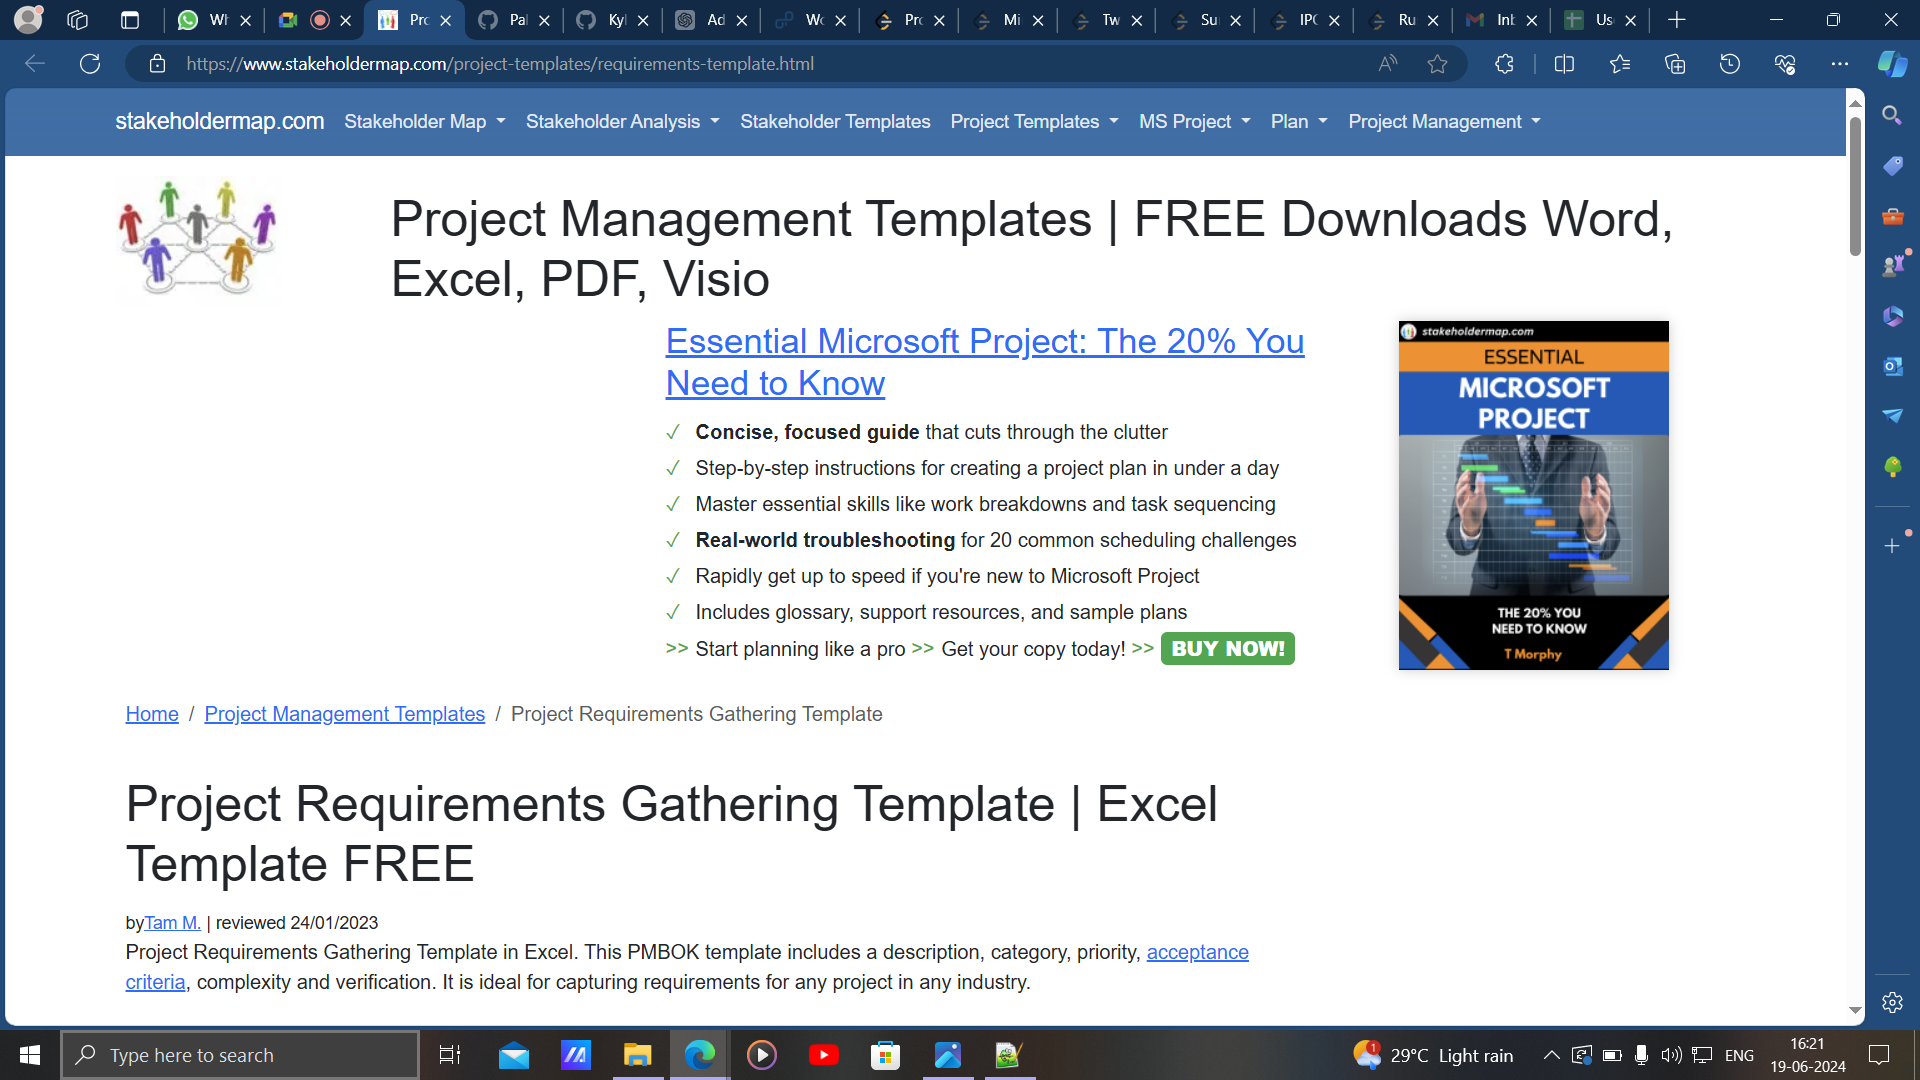 Wh
Pro
Pal
Kyl
Ad
Wo
Pro
Mi
Tw
Su
IPO
Ru
Inb
Us
https://www.stakeholdermap.com/project-templates/requirements-template.html
stakeholdermap.com Stakeholder Map Stakeholder Analysis Stakeholder Templates Project Templates MS Project Plan Project Management
Project Management Templates | FREE Downloads Word,
Excel, PDF, Visio
Essential Microsoft Project: The 20% You
Need to Know
✓ Concise, focused guide that cuts through the clutter
✓ Step-by-step instructions for creating a project plan in under a day
✓ Master essential skills like work breakdowns and task sequencing
✓ Real-world troubleshooting for 20 common scheduling challenges
✓ Rapidly get up to speed if you're new to Microsoft Project
✓ Includes glossary, support resources, and sample plans
>> Start planning like a pro >> Get your copy today! >> BUY NOW!
stakeholdermap.com
ESSENTIAL
MICROSOFT
PROJECT
THE 20% YOU
NEED TO KNOW
T Morphy
Home / Project Management Templates / Project Requirements Gathering Template
Project Requirements Gathering Template | Excel
Template FREE
byTam M. | reviewed 24/01/2023
Project Requirements Gathering Template in Excel. This PMBOK template includes a description, category, priority, acceptance
criteria, complexity and verification. It is ideal for capturing requirements for any project in any industry.
Type here to search
1
29°C Light rain
ENG
16:21
19-06-2024